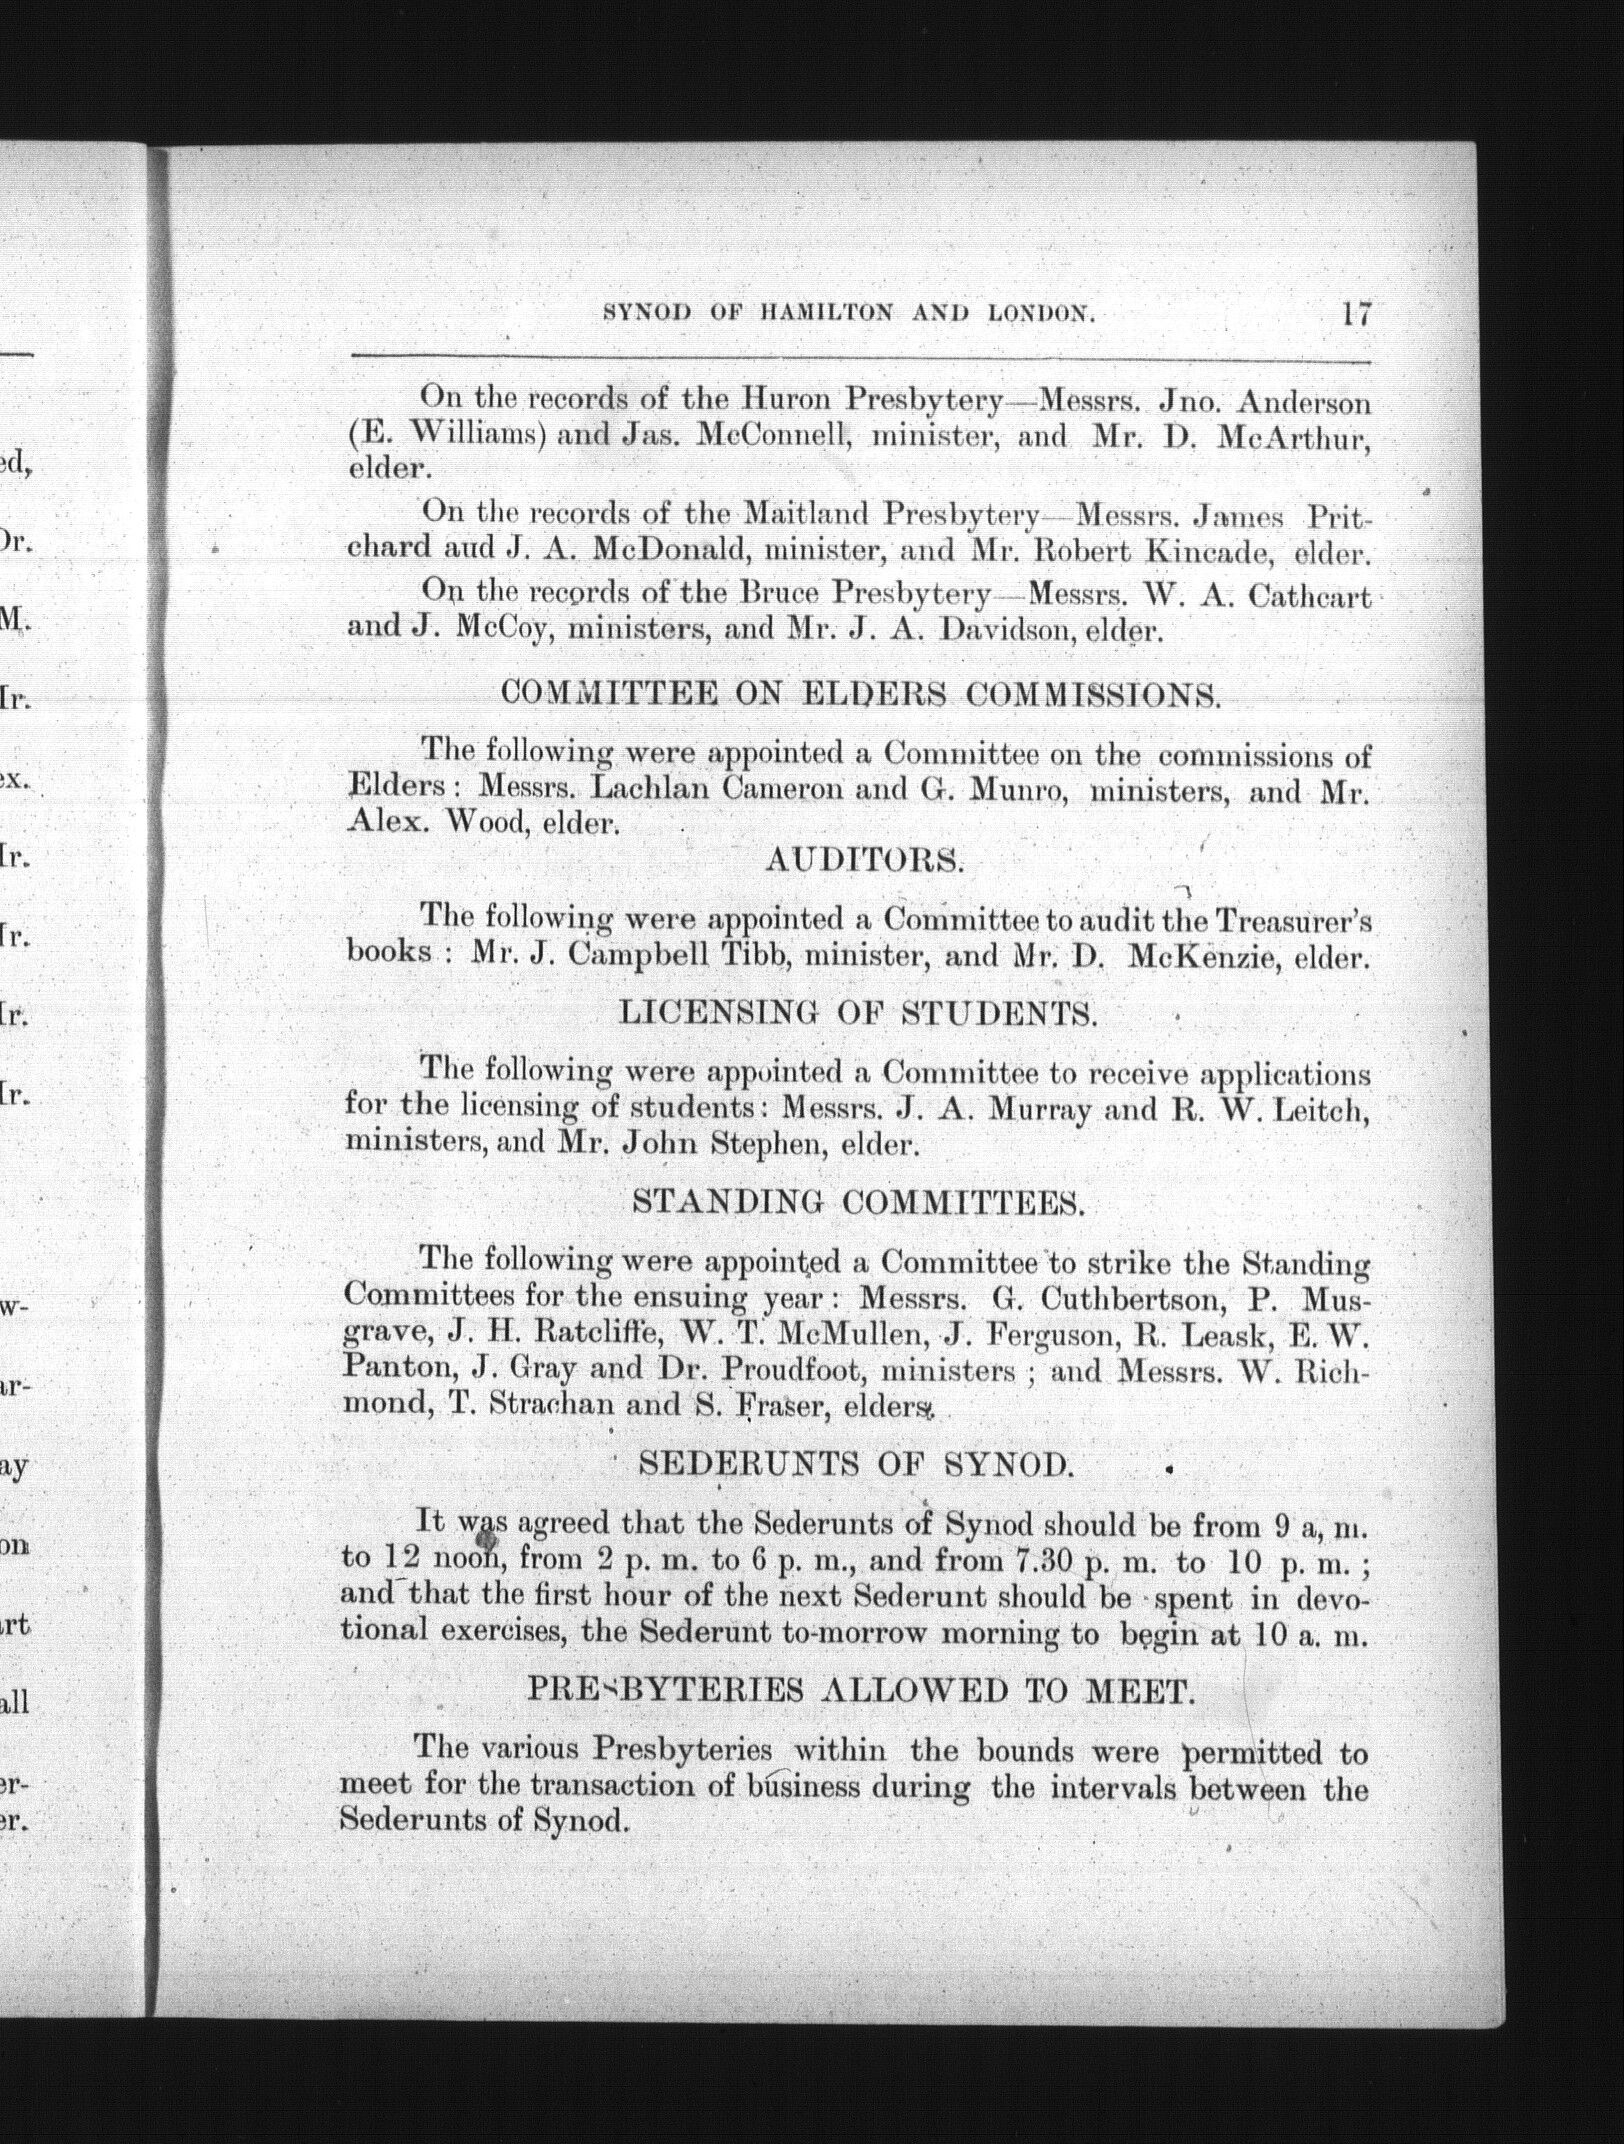 SYNOD OF HAMILTON AND LONDON. 17
On the records of the Huron Presbytery—Messrs. Jno. Anderson
(E. Williams) and Jas. McConnell, minister, and Mr. D. McArthur,
elder.
On the records of the Maitland Presbytery—Messrs. James Prit-
chard aud J. A. McDonald, minister, and Mr. Robert Kincade, elder.
On the records of the Bruce Presbytery—Messrs. W. A. Cathcart
and J. McCoy, ministers, and Mr. J. A. Davidson, elder.
COMMITTEE ON ELDERS COMMISSIONS.
The following were appointed a Committee on the commissions of
Elders : Messrs. Lachlan Cameron and G. Munro, ministers, and Mr.
Alex. Wood, elder.
AUDITORS.
The following were appointed a Committee to audit the Treasurer's
books : Mr. J. Campbell Tibb, minister, and Mr. D. McKenzie, elder.
LICENSING OF STUDENTS.
The following were appointed a Committee to receive applications
for the licensing of students : Messrs. J. A. Murray and R. W. Leitch,
ministers, and Mr. John Stephen, elder.
STANDING COMMITTEES.
The following were appointed a Committee to strike the Standing
Committees for the ensuing year : Messrs. G. Cuthbertson, P. Mus-
grave, J. H. Ratcliffe, W. T. McMullen, J. Ferguson, R. Leask, E. W.
Panton, J. Gray and Dr. Proudfoot, ministers ; and Messrs. W. Rich-
mond, T. Strachan and S. Fraser, elders.
SEDERUNTS OF SYNOD.
It was agreed that the Sederunts of Synod should be from 9 a, m.
to 12 noon, from 2 p. m. to 6 p. m., and from 7.30 p. m. to 10 p. m. ;
and that the first hour of the next Sederunt should be spent in devo-
tional exercises, the Sederunt to-morrow morning to begin at 10 a. m.
PRESBYTERIES ALLOWED TO MEET.
The various Presbyteries within the bounds were permitted to
meet for the transaction of business during the intervals between the
Sederunts of Synod.